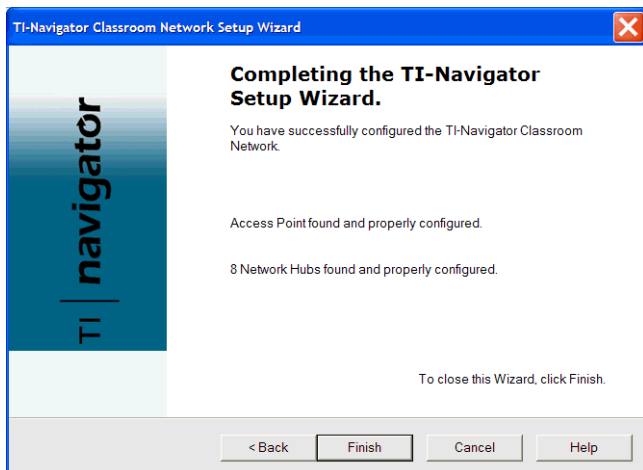 TI-Navigator Classroom Network Setup Wizard
TI | navigator
Completing the TI-Navigator
Setup Wizard.
You have successfully configured the TI-Navigator Classroom
Network.
Access Point found and properly configured.
8 Network Hubs found and properly configured.
To close this Wizard, click Finish.
< Back
Finish
Cancel
Help